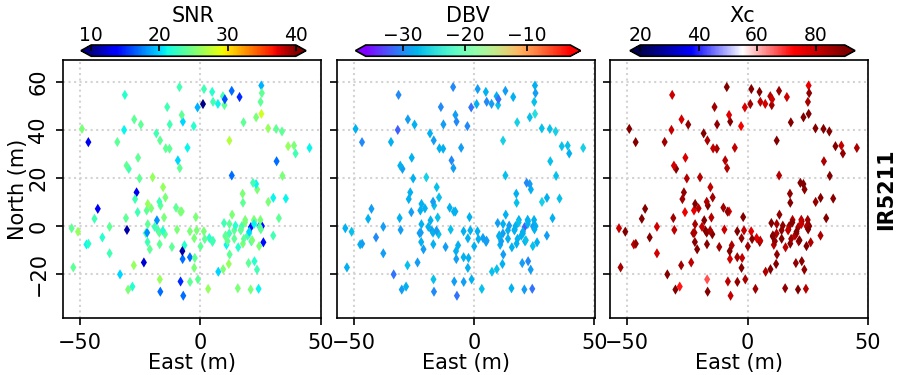 SNR DBV Xc
10 20 30 40 −30 −20 −10 20 40 60 80
60
40
20
0
−20
North (m)
IR5211
−50 0 50 −50 0 50 −50 0 50
East (m) East (m) East (m)